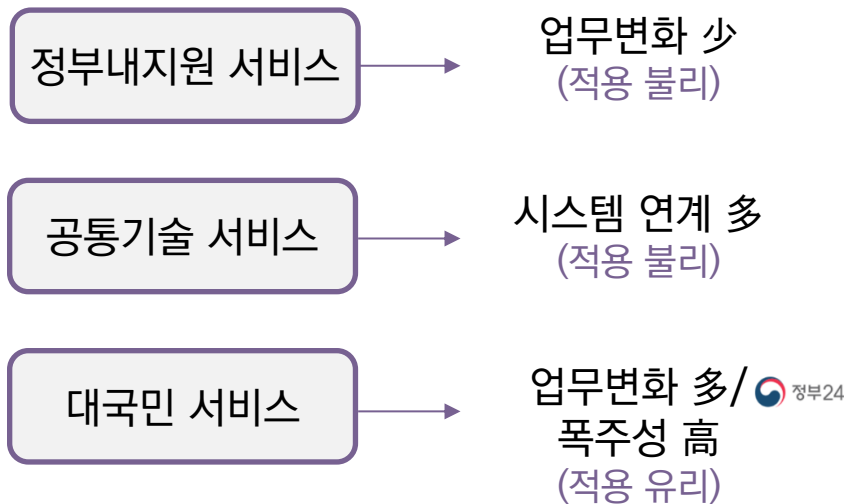 정부내지원 서비스
업무변화 少
(적용 불리)
공통기술 서비스
시스템 연계 多
(적용 불리)
대국민 서비스
업무변화 多/ 정부24
폭주성 高
(적용 유리)